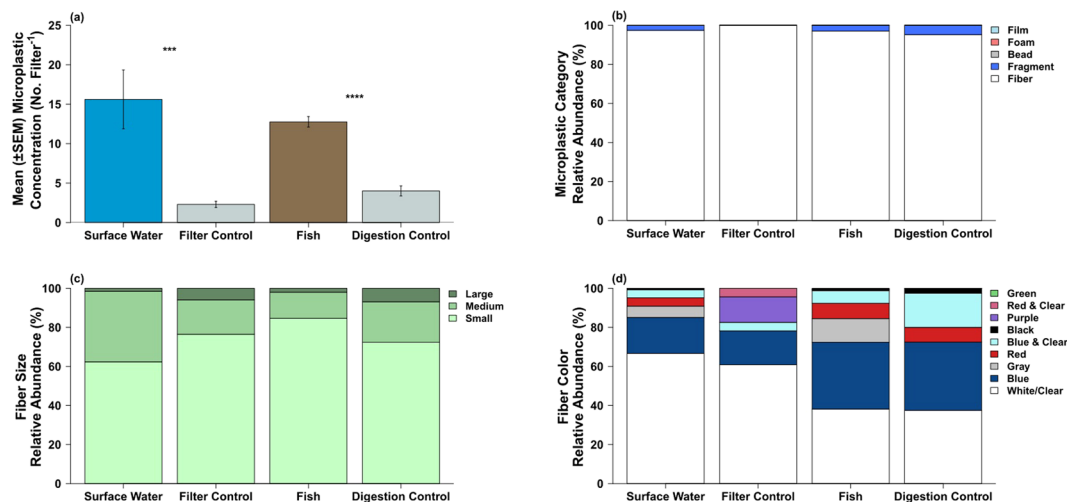 (a)
Mean (±SEM) Microplastic
Concentration (No. Filter⁻¹)
25
20
15
10
5
0
***
****
Surface Water Filter Control Fish Digestion Control
(b)
Microplastic Category
Relative Abundance (%)
100
80
60
40
20
0
Surface Water Filter Control Fish Digestion Control
Film
Foam
Bead
Fragment
Fiber
(c)
Fiber Size
Relative Abundance (%)
100
80
60
40
20
0
Surface Water Filter Control Fish Digestion Control
Large
Medium
Small
(d)
Fiber Color
Relative Abundance (%)
100
80
60
40
20
0
Surface Water Filter Control Fish Digestion Control
Green
Red & Clear
Purple
Black
Blue & Clear
Red
Gray
Blue
White/Clear